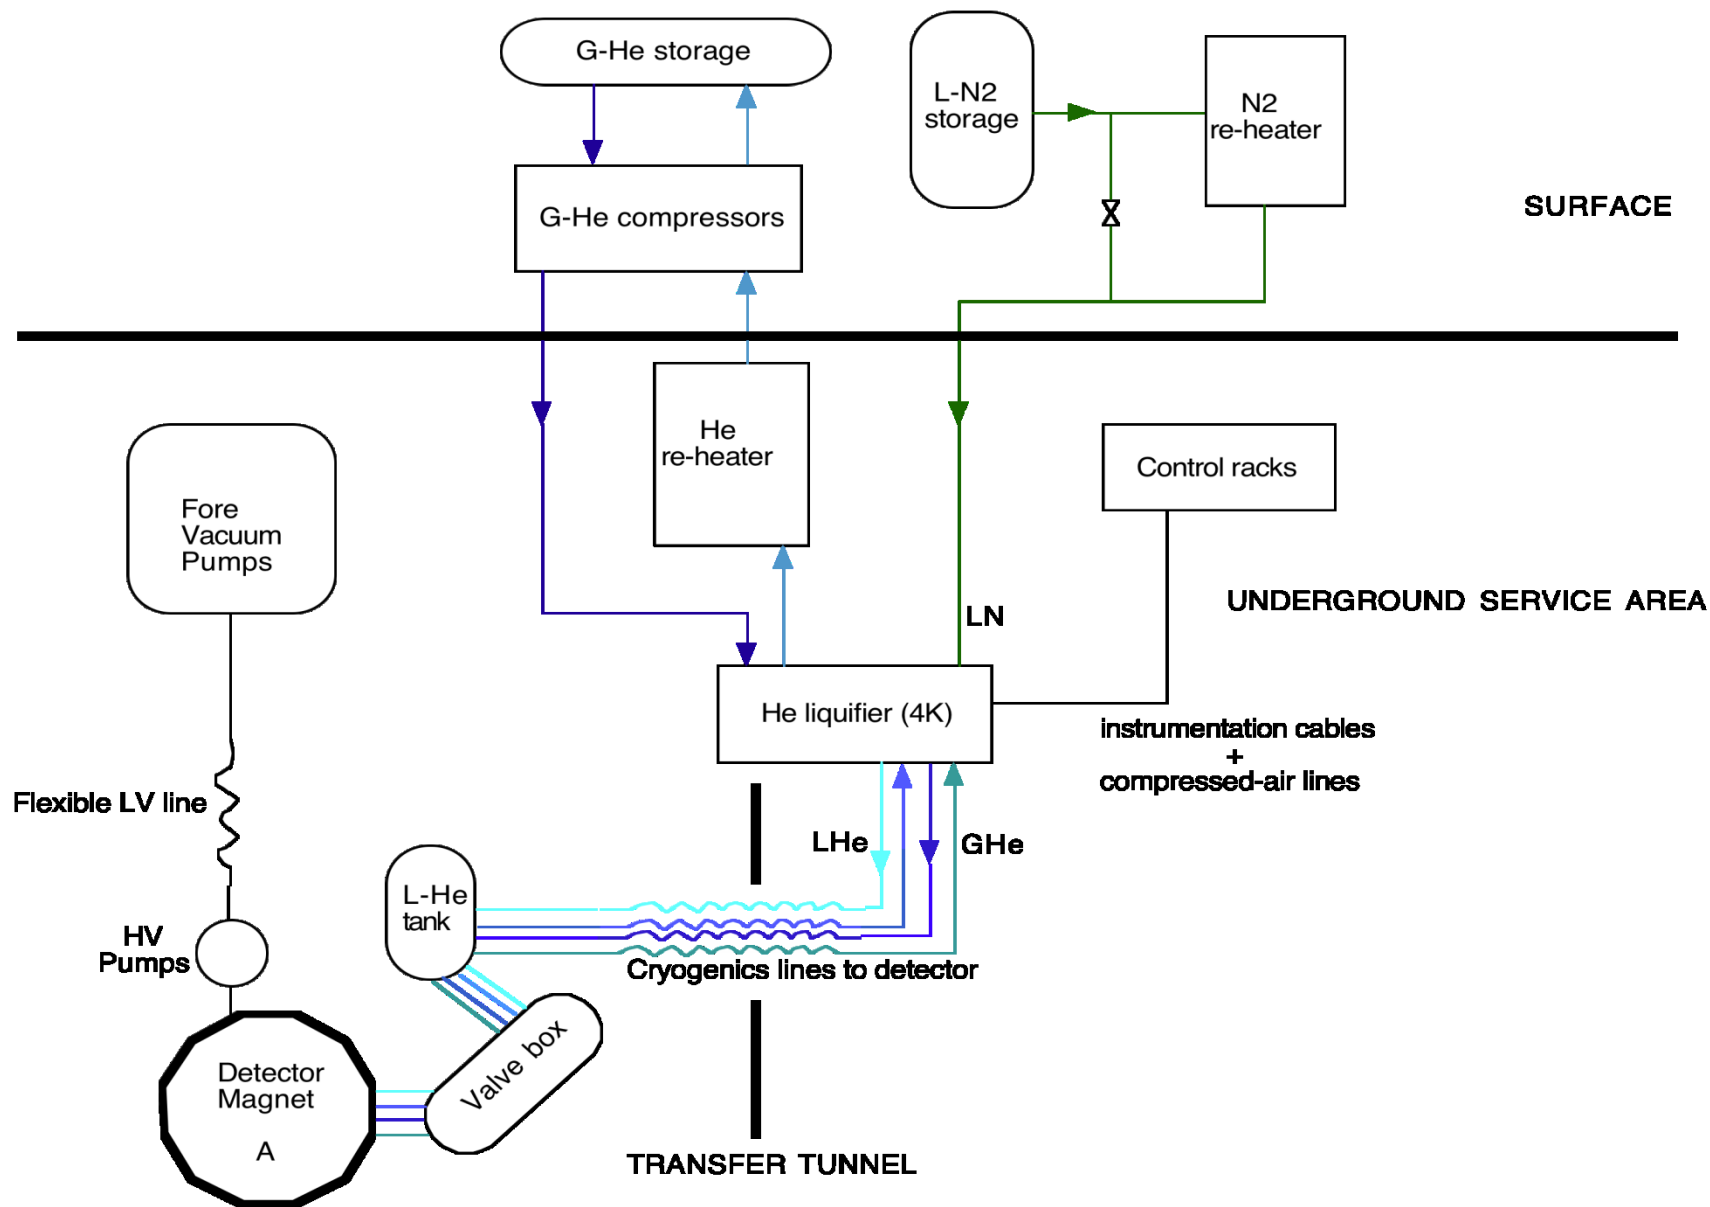 G-He storage
L-N2
storage
N2
re-heater
G-He compressors
SURFACE
He
re-heater
Control racks
Fore
Vacuum
Pumps
UNDERGROUND SERVICE AREA
LN
He liquifier (4K)
instrumentation cables
+
compressed-air lines
Flexible LV line
LHe
GHe
L-He
tank
HV
Pumps
Cryogenics lines to detector
Valve box
Detector
Magnet
A
TRANSFER TUNNEL